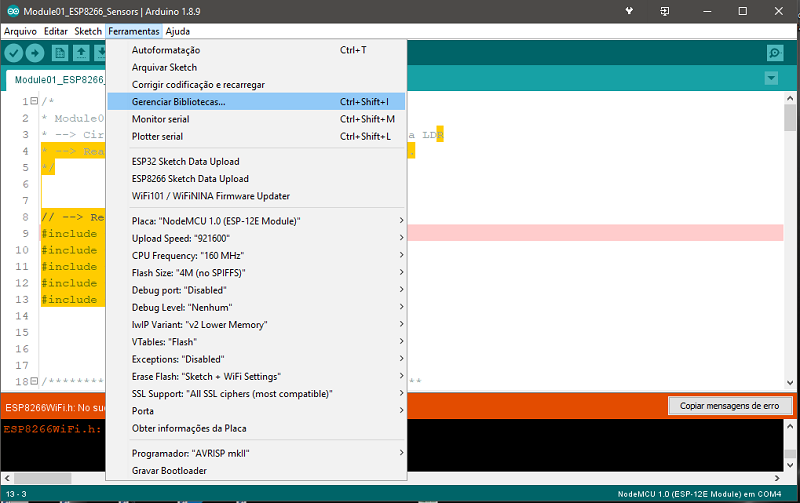 Module01_ESP8266_Sensors | Arduino 1.8.9
Arquivo Editar Sketch Ferramentas Ajuda
Autoformatação Ctrl+T
Arquivar Sketch
Corrigir codificação e recarregar
Gerenciar Bibliotecas... Ctrl+Shift+I
Monitor serial Ctrl+Shift+M
Plotter serial Ctrl+Shift+L
ESP32 Sketch Data Upload
ESP8266 Sketch Data Upload
WiFi101 / WiFiNINA Firmware Updater
Placa: "NodeMCU 1.0 (ESP-12E Module)"
Upload Speed: "921600"
CPU Frequency: "160 MHz"
Flash Size: "4M (no SPIFFS)"
Debug port: "Disabled"
Debug Level: "Nenhum"
lwIP Variant: "v2 Lower Memory"
VTables: "Flash"
Exceptions: "Disabled"
Erase Flash: "Sketch + WiFi Settings"
SSL Support: "All SSL ciphers (most compatible)"
Porta
Obter informações da Placa
Programador: "AVRISP mkII"
Gravar Bootloader
Module01_ESP8266_
1 /*
2 * Module0
3 * --> Cir a LDR
4 * --> Rea .
5 */
6
7
8 // --> Re
9 #include
10 #include
11 #include
12 #include
13 #include
14
15
16
17
18 /********* **
ESP8266WiFi.h: No su
Copiar mensagens de erro
ESP8266WiFi.h:
13 - 3 NodeMCU 1.0 (ESP-12E Module) em COM4